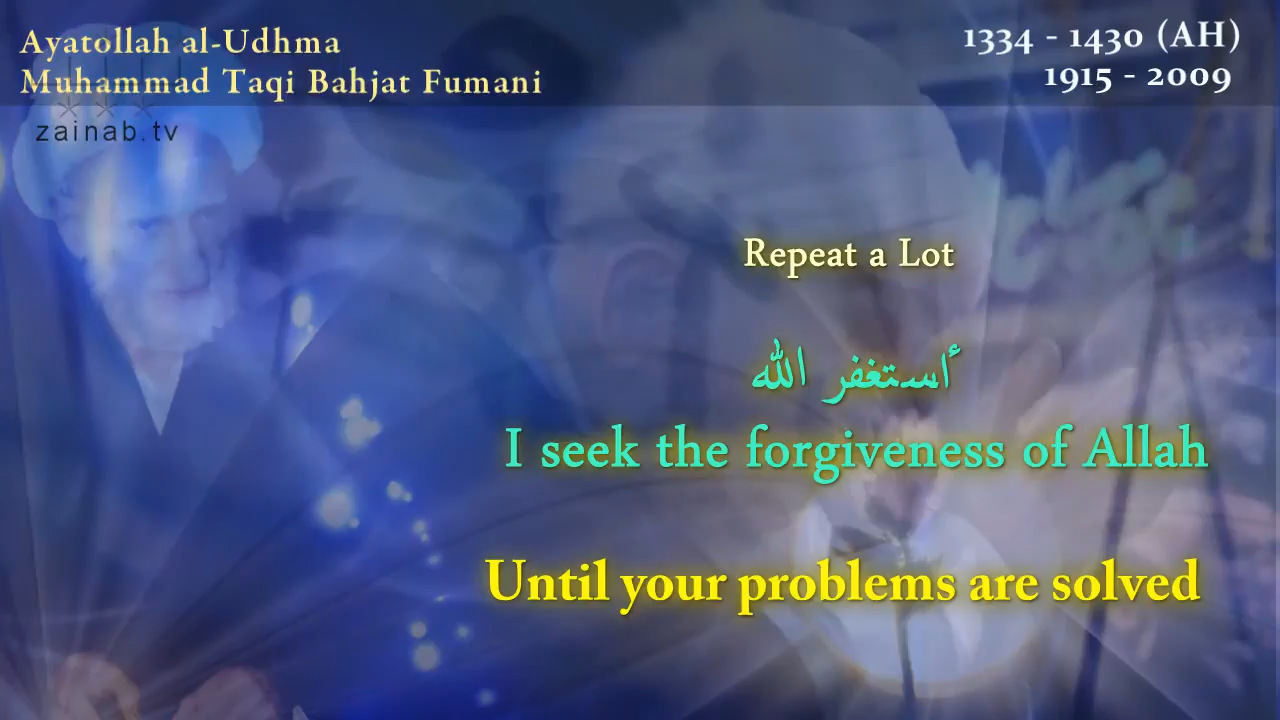 Ayatollah al-Udhma
Muhammad Taqi Bahjat Fumani
1334 - 1430 (AH)
1915 - 2009
zainab.tv
Repeat a Lot
أستغفر الله
I seek the forgiveness of Allah
Until your problems are solved